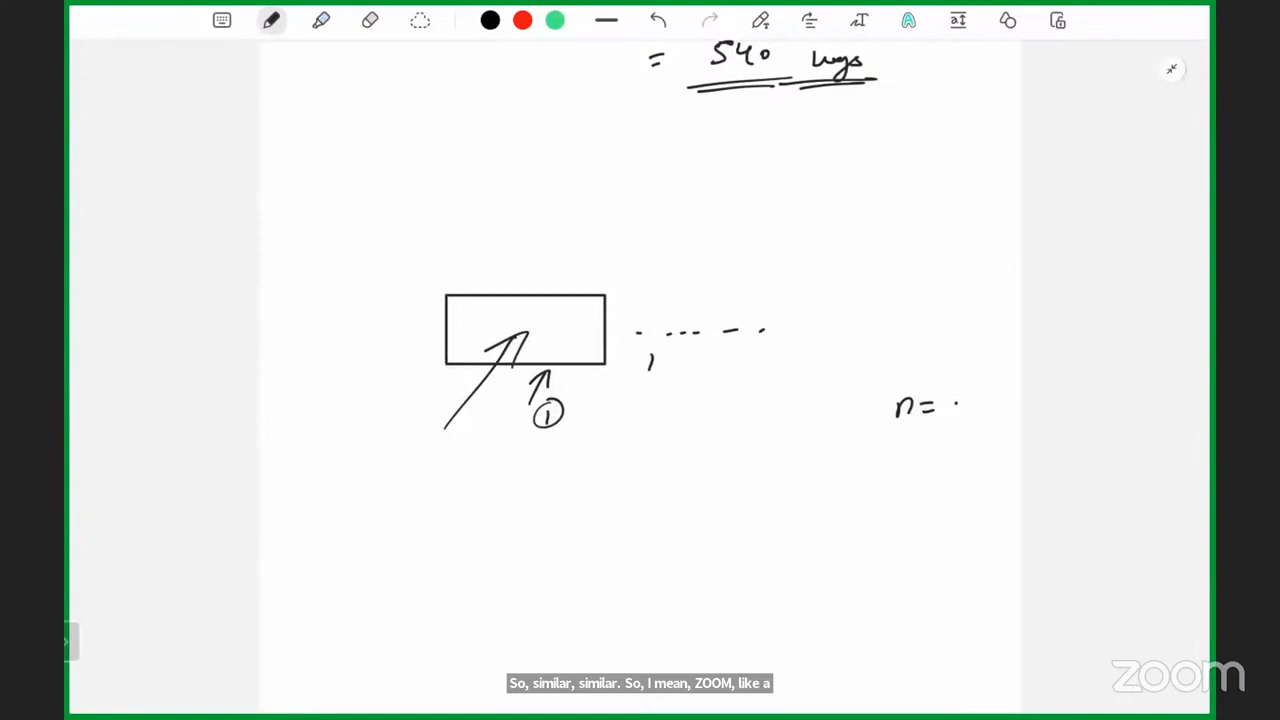 = 540 ways
①
n =
So, similar, similar. So, I mean, ZOOM, like a
zoom